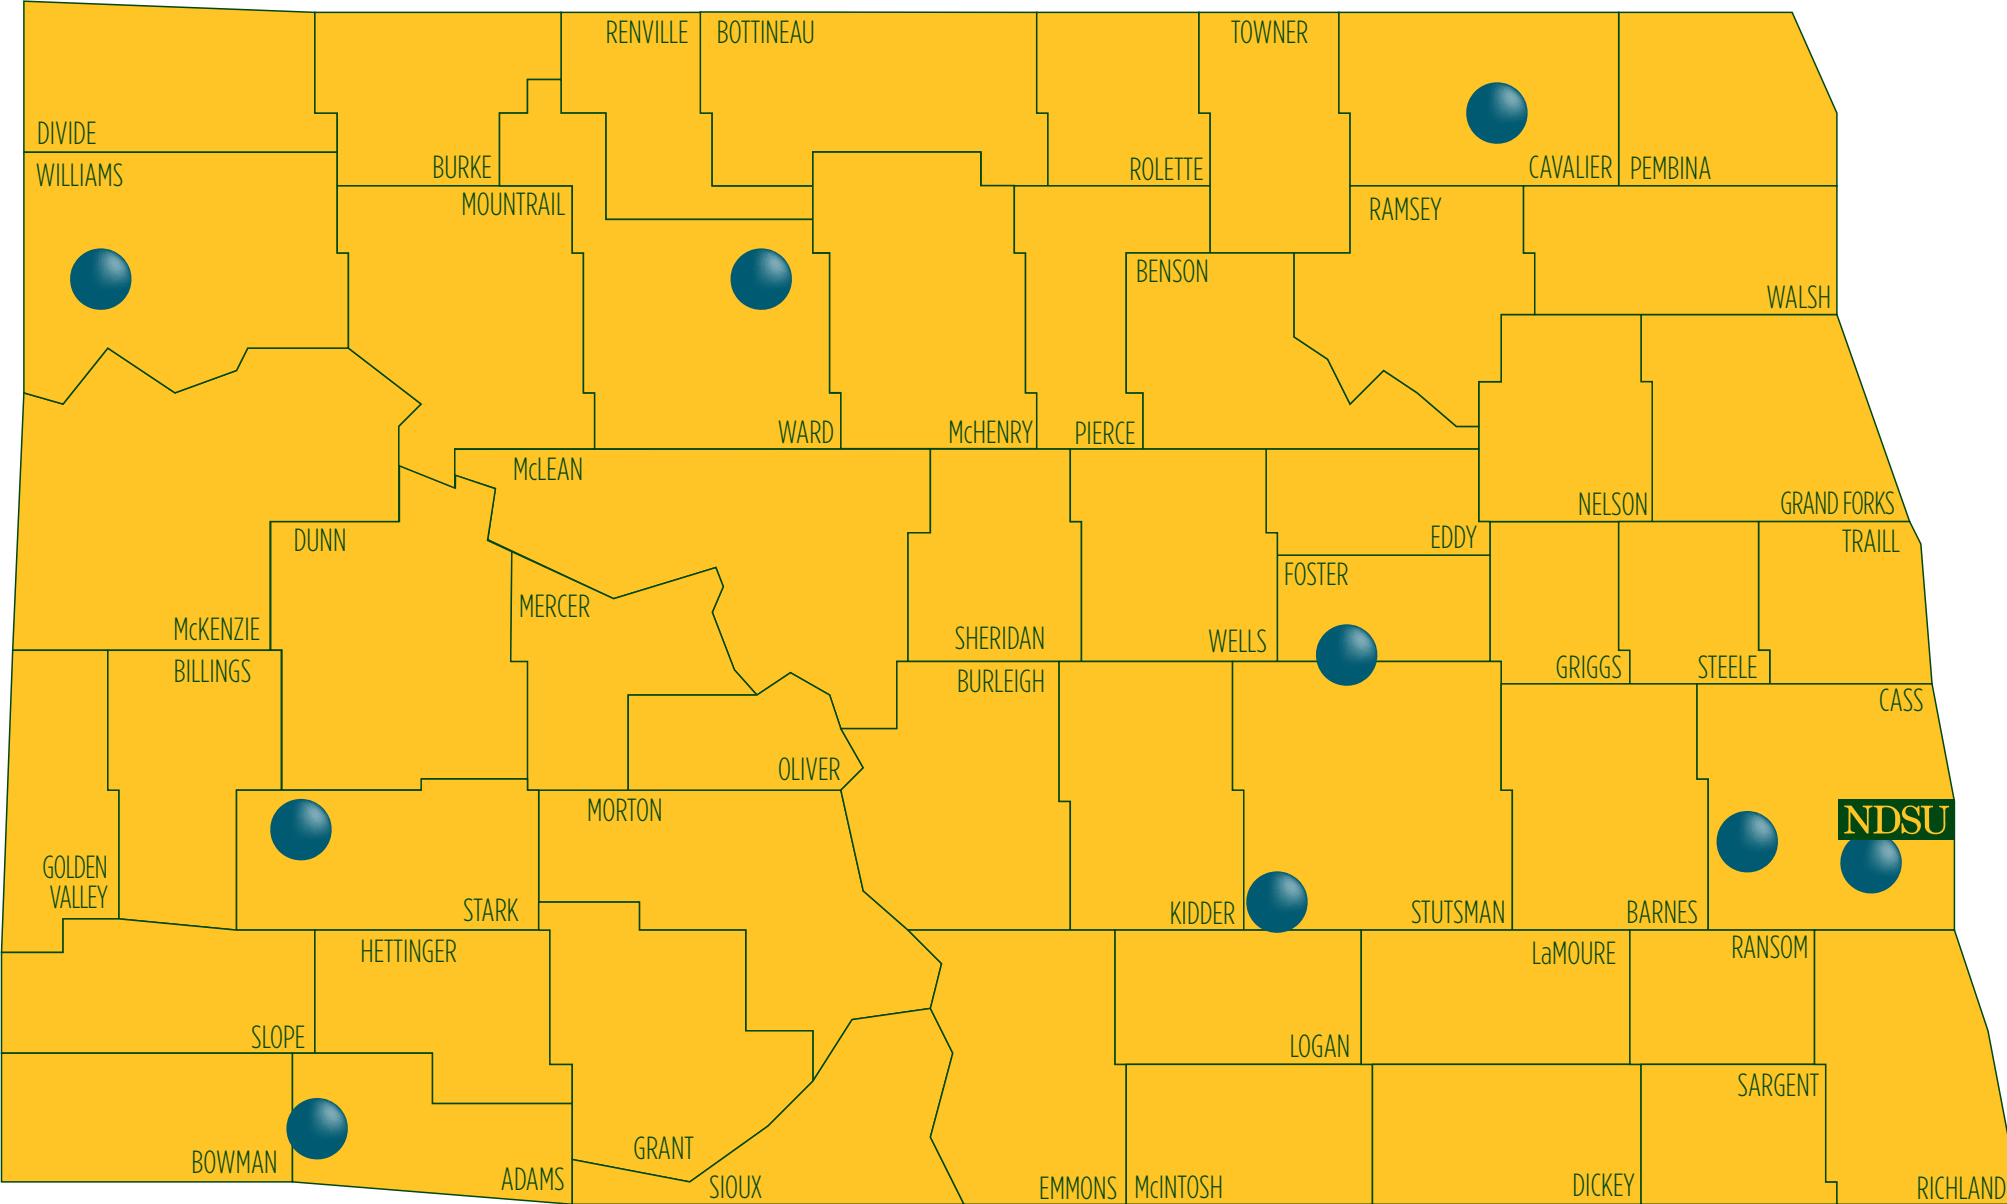 RENVILLE
BOTTINEAU
TOWNER
DIVIDE
WILLIAMS
BURKE
ROLETTE
CAVALIER
PEMBINA
MOUNTRAIL
RAMSEY
BENSON
WALSH
WARD
McHENRY
PIERCE
McLEAN
NELSON
GRAND FORKS
DUNN
EDDY
TRAILL
FOSTER
MERCER
McKENZIE
SHERIDAN
WELLS
BILLINGS
BURLEIGH
GRIGGS
STEELE
CASS
OLIVER
MORTON
NDSU
GOLDEN
VALLEY
STARK
KIDDER
STUTSMAN
BARNES
HETTINGER
LaMOURE
RANSOM
SLOPE
LOGAN
SARGENT
BOWMAN
GRANT
ADAMS
SIOUX
EMMONS
McINTOSH
DICKEY
RICHLAND